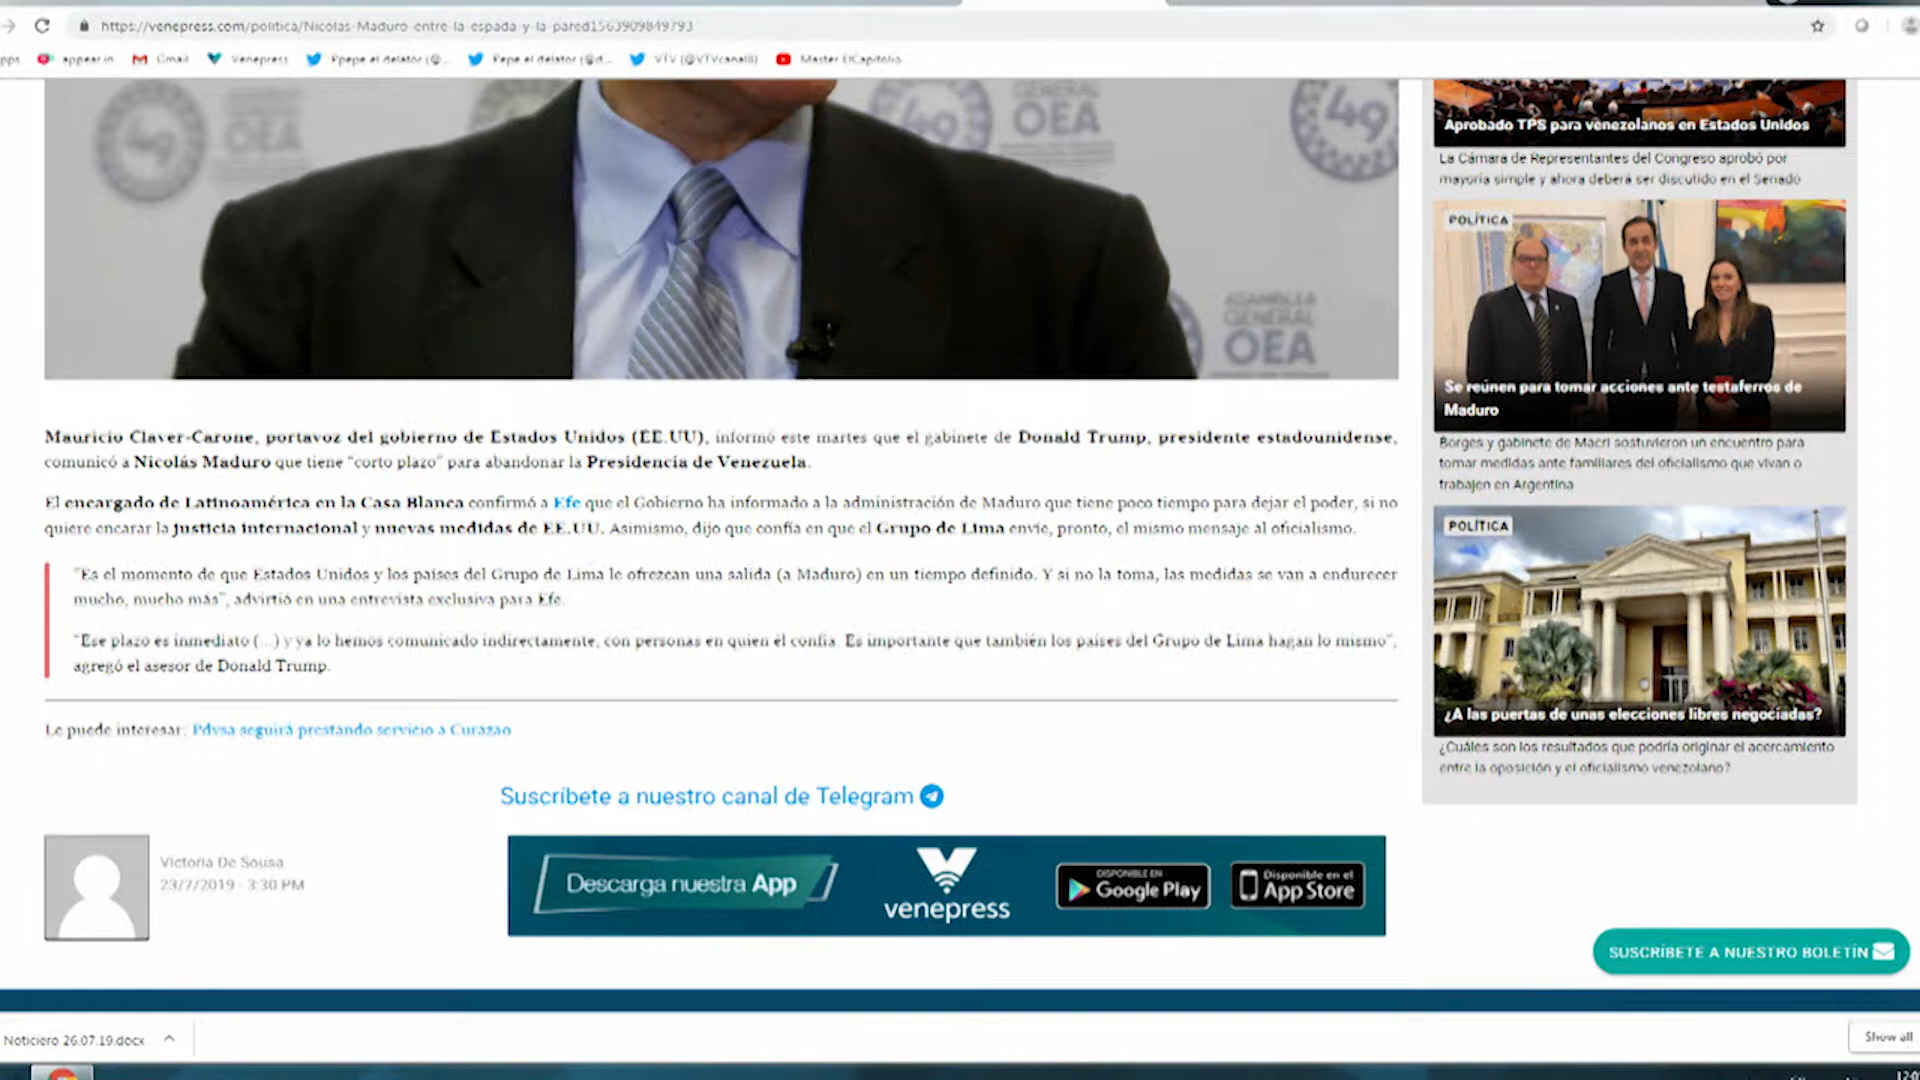 https://venepress.com/politica/Nicolas-Maduro-entre-la-espada-y-la-pared1563909849793
appear.in Gmail Venepress Ppepe el delator (@... Pepe el delator (@d... VTV (@VTVcanal8) Master ElCapitolio
49 GENERAL OEA 49
ASAMBLEA GENERAL OEA
Mauricio Claver-Carone, portavoz del gobierno de Estados Unidos (EE.UU), informó este martes que el gabinete de Donald Trump, presidente estadounidense,
comunicó a Nicolás Maduro que tiene "corto plazo" para abandonar la Presidencia de Venezuela.
El encargado de Latinoamérica en la Casa Blanca confirmó a Efe que el Gobierno ha informado a la administración de Maduro que tiene poco tiempo para dejar el poder, si no
quiere encarar la justicia internacional y nuevas medidas de EE.UU. Asimismo, dijo que confía en que el Grupo de Lima envíe, pronto, el mismo mensaje al oficialismo.
"Es el momento de que Estados Unidos y los países del Grupo de Lima le ofrezcan una salida (a Maduro) en un tiempo definido. Y si no la toma, las medidas se van a endurecer
mucho, mucho más", advirtió en una entrevista exclusiva para Efe.
"Ese plazo es inmediato (...) y ya lo hemos comunicado indirectamente, con personas en quien él confía. Es importante que también los países del Grupo de Lima hagan lo mismo",
agregó el asesor de Donald Trump.
Le puede interesar: Pdvsa seguirá prestando servicio a Curazao
Suscríbete a nuestro canal de Telegram
Victoria De Sousa
23/7/2019 - 3:30 PM
Descarga nuestra App
venepress
DISPONIBLE EN
Google Play
Disponible en el
App Store
Aprobado TPS para venezolanos en Estados Unidos
La Cámara de Representantes del Congreso aprobó por
mayoría simple y ahora deberá ser discutido en el Senado
POLÍTICA
Se reúnen para tomar acciones ante testaferros de
Maduro
Borges y gabinete de Macri sostuvieron un encuentro para
tomar medidas ante familiares del oficialismo que vivan o
trabajen en Argentina
POLÍTICA
¿A las puertas de unas elecciones libres negociadas?
¿Cuáles son los resultados que podría originar el acercamiento
entre la oposición y el oficialismo venezolano?
SUSCRÍBETE A NUESTRO BOLETÍN
Noticiero 26.07.19.docx
Show all